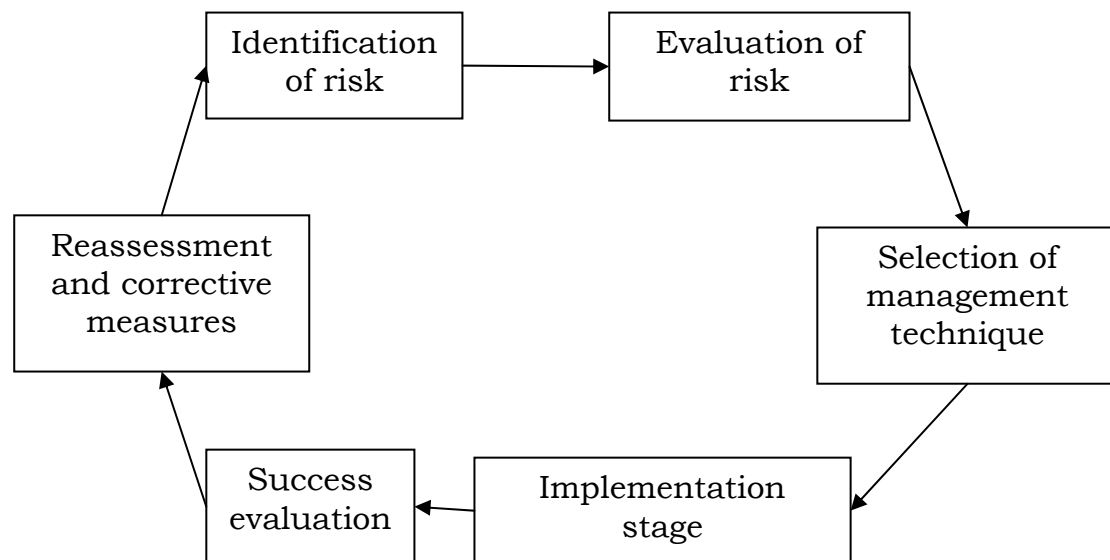 Identification
of risk
Evaluation of
risk
Selection of
management
technique
Implementation
stage
Success
evaluation
Reassessment
and corrective
measures